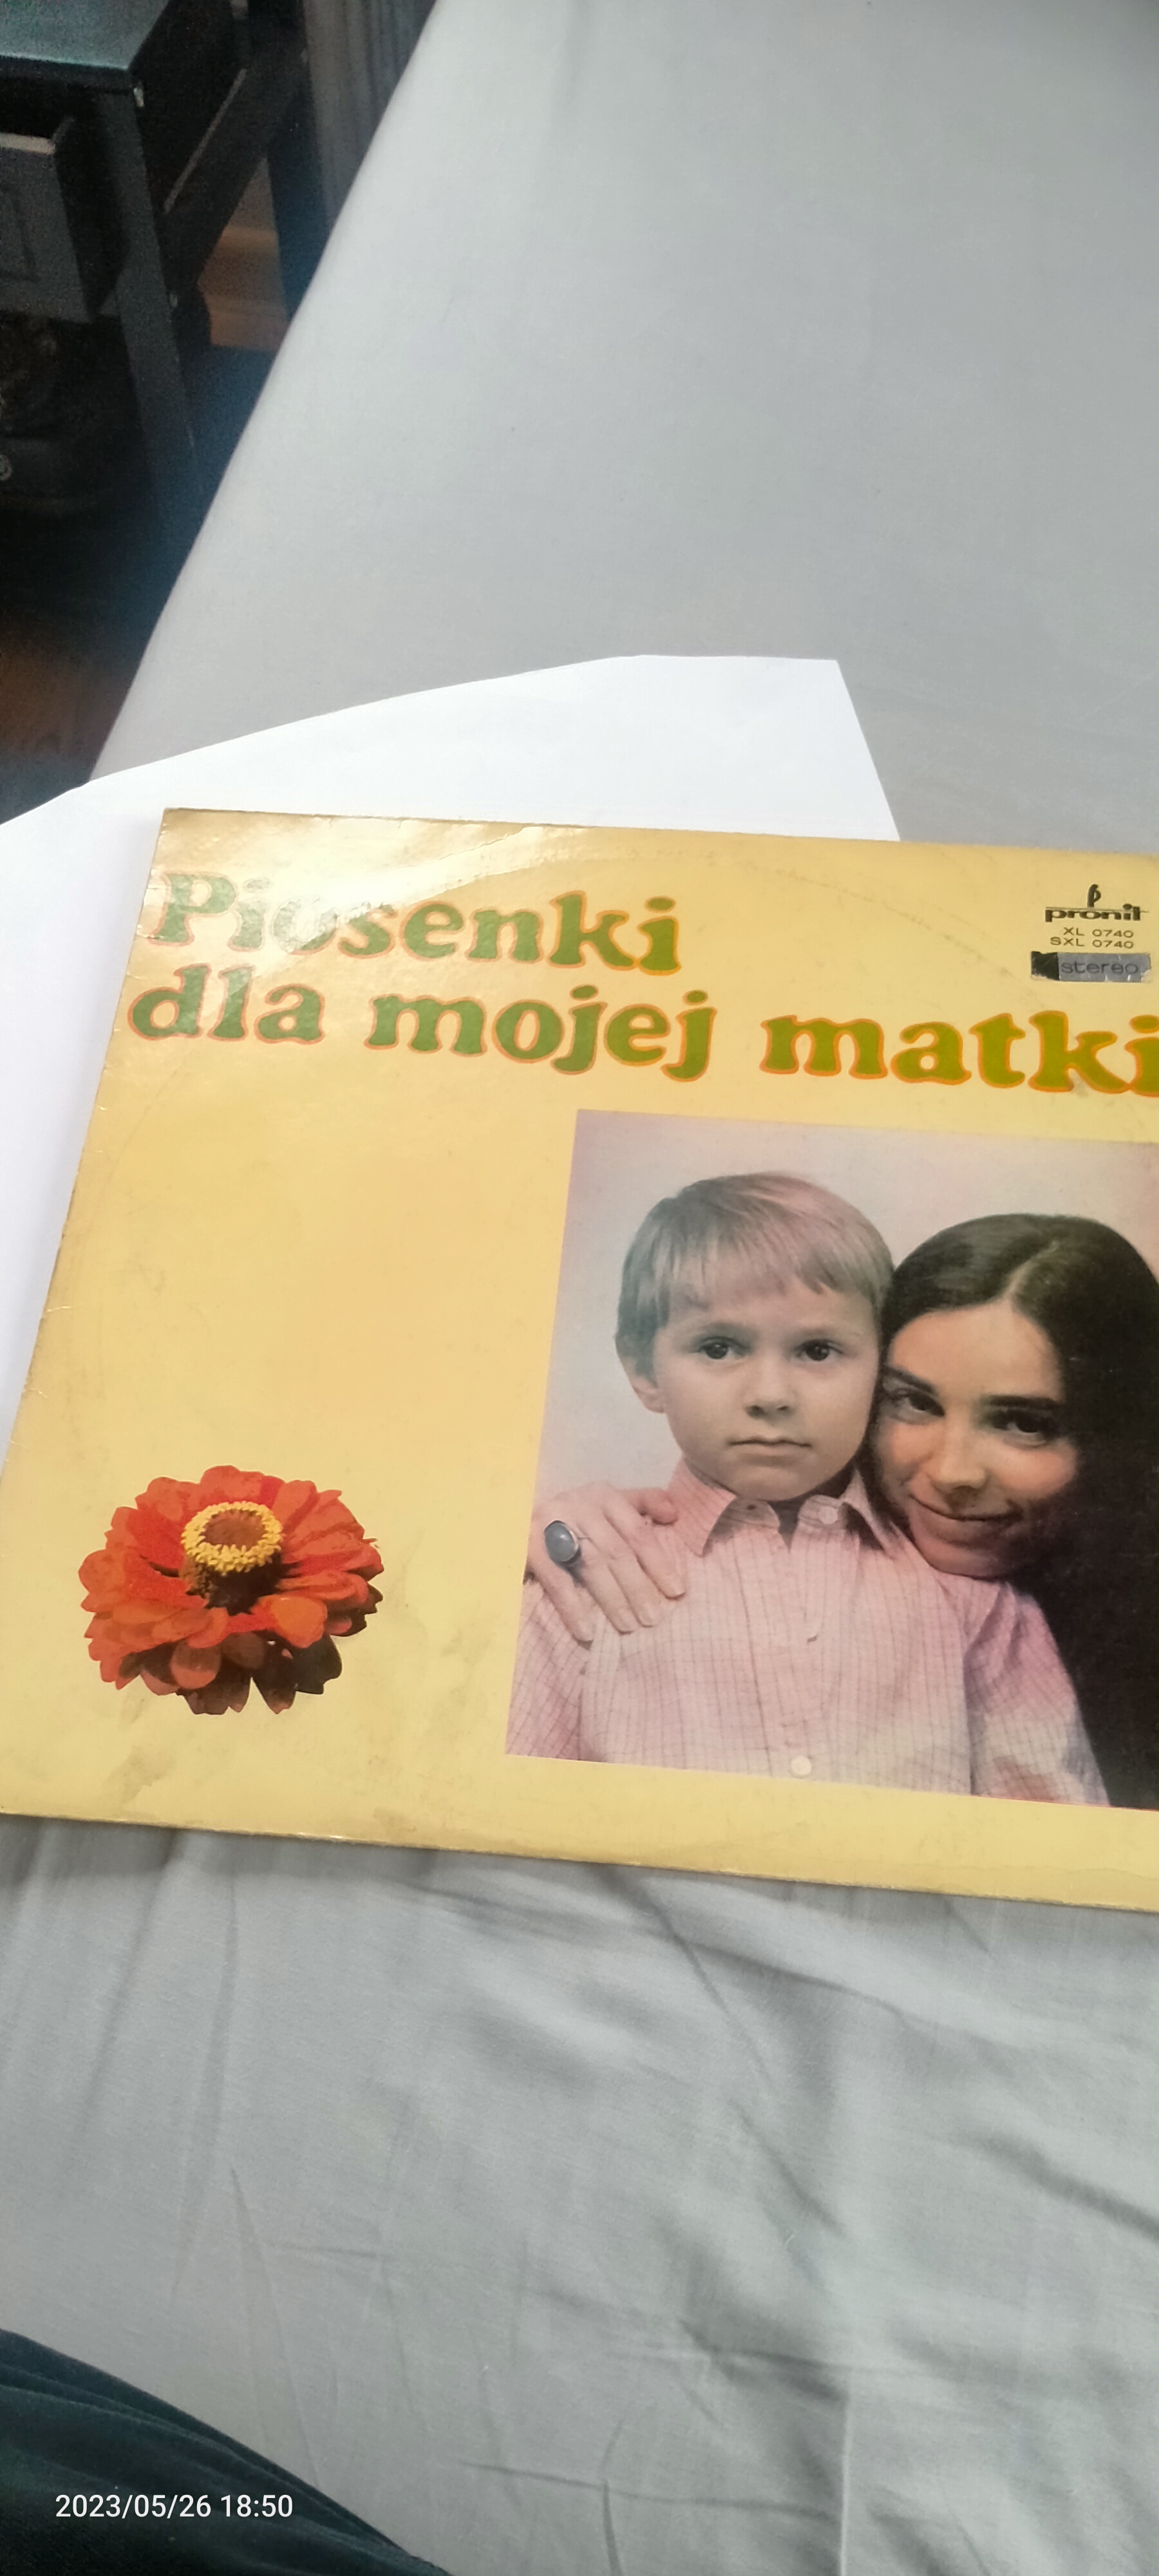 Piosenki
dla mojej matki
pronit
XL 0740
SXL 0740
stereo
2023/05/26 18:50